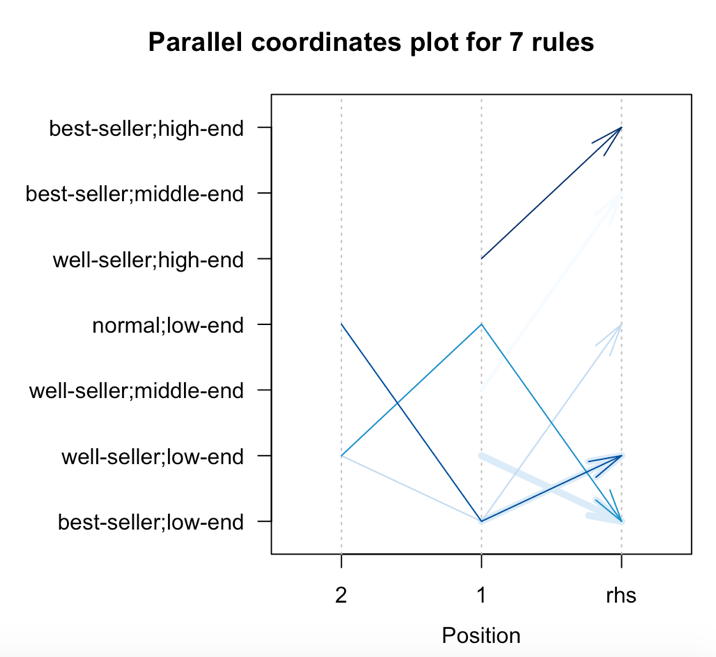 Parallel coordinates plot for 7 rules
best-seller;high-end
best-seller;middle-end
well-seller;high-end
normal;low-end
well-seller;middle-end
well-seller;low-end
best-seller;low-end
2 1 rhs
Position